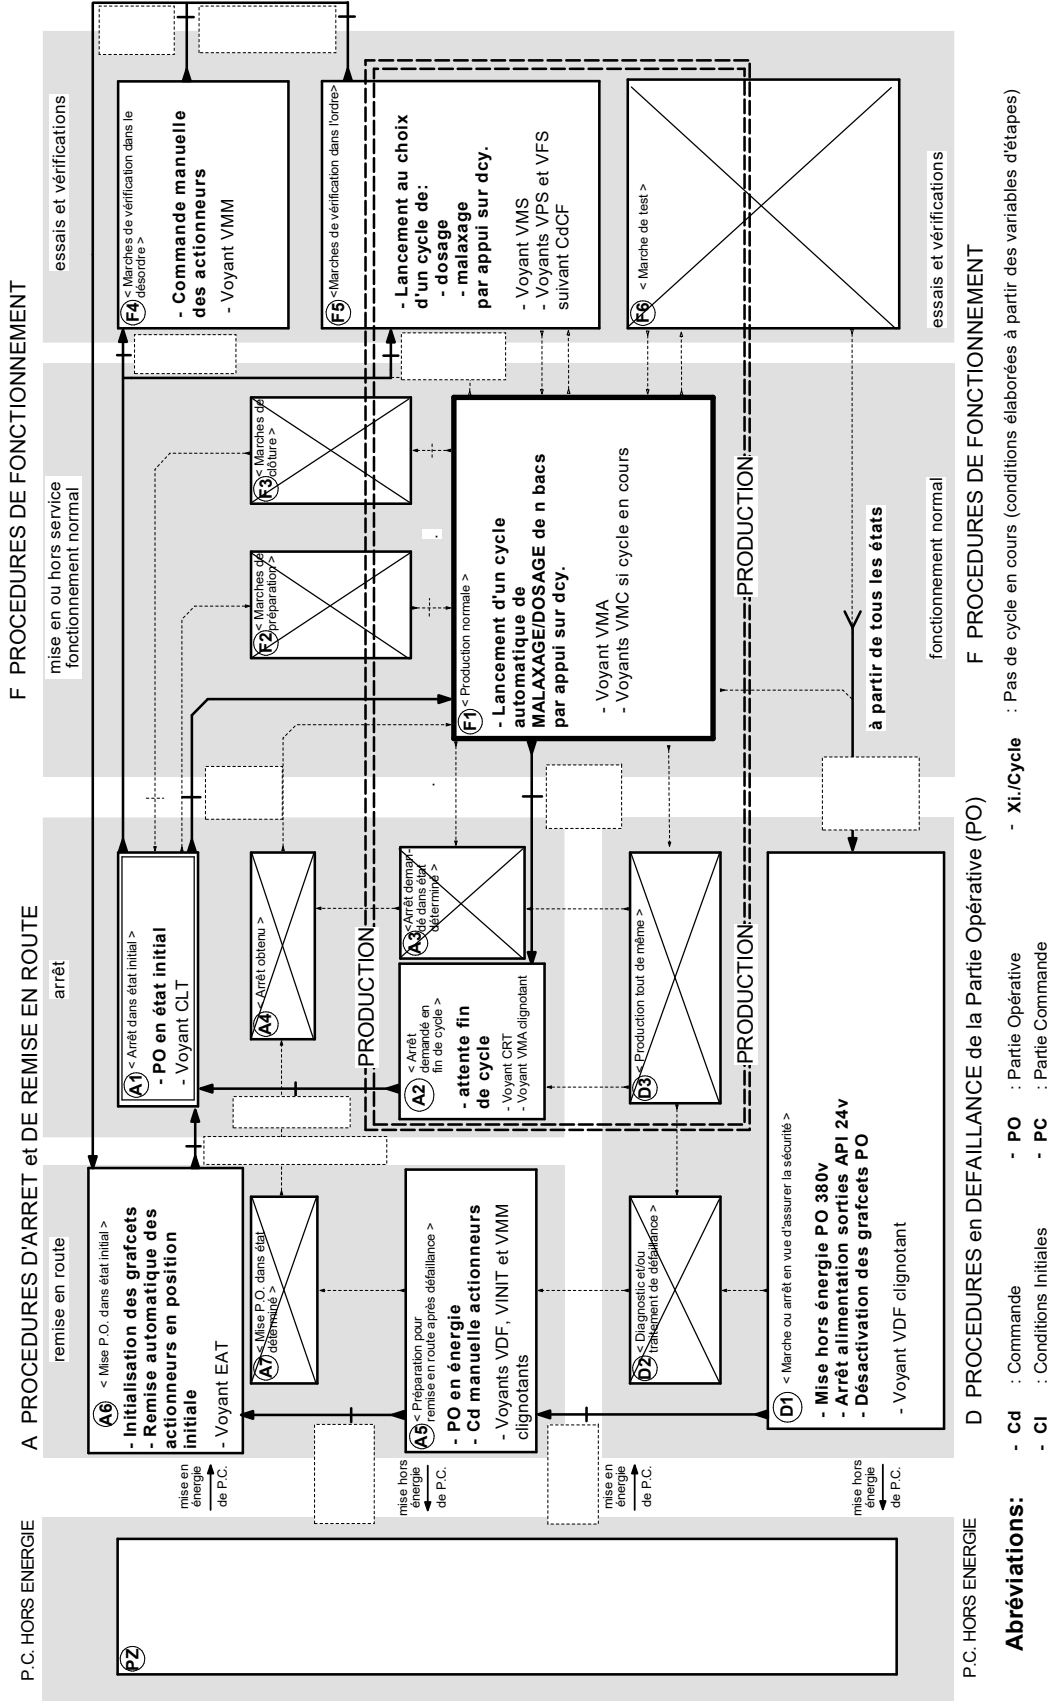 P.C. HORS ENERGIE
A PROCEDURES D'ARRET et DE REMISE EN ROUTE
F PROCEDURES DE FONCTIONNEMENT
remise en route
arrêt
mise ou hors service
fonctionnement normal
essais et vérifications
PZ
mise en
énergie
de P.C.
mise hors
énergie
de P.C.
mise en
énergie
de P.C.
mise hors
énergie
de P.C.
A6 < Mise P.O. dans état initial >
- Initialisation des grafcets
- Remise automatique des
actionneurs en position
initiale
- Voyant EAT
A7 < Mise P.O. dans état
déterminé >
A5 < Préparation pour
remise en route après défaillance >
- PO en énergie
- Cd manuelle actionneurs
- Voyants VDF, VINIT et VMM
clignotants
D2 < Diagnostic et/ou
traitement de défaillance >
D1 < Marche ou arrêt en vue d'assurer la sécurité >
- Mise hors énergie PO 380v
- Arrêt alimentation sorties API 24v
- Désactivation des grafcets PO
- Voyant VDF clignotant
A1 < Arrêt dans état initial >
- PO en état initial
- Voyant CLT
A4 < Arrêt obtenu >
PRODUCTION
A2 < Arrêt
demandé en
fin de cycle >
- attente fin
de cycle
- Voyant CRT
- Voyant VMA clignotant
A3 <Arrêt deman-
dé dans état
déterminé >
D3 < Production tout de même >
PRODUCTION
F2 < Marches de
préparation >
F3 < Marches de
clôture >
F1 < Production normale >
- Lancement d'un cycle
automatique de
MALAXAGE/DOSAGE de n bacs
par appui sur dcy.
- Voyant VMA
- Voyants VMC si cycle en cours
PRODUCTION
à partir de tous les états
F4 < Marches de vérification dans le
désordre >
- Commande manuelle
des actionneurs
- Voyant VMM
F5 <Marches de vérification dans l'ordre>
- Lancement au choix
d'un cycle de:
- dosage
- malaxage
par appui sur dcy.
- Voyant VMS
- Voyants VPS et VFS
suivant CdCF
F6 < Marche de test >
fonctionnement normal
essais et vérifications
P.C. HORS ENERGIE
D PROCEDURES en DEFAILLANCE de la Partie Opérative (PO)
F PROCEDURES DE FONCTIONNEMENT
Abréviations:
- Cd : Commande
- PO : Partie Opérative
- Xi./Cycle : Pas de cycle en cours (conditions élaborées à partir des variables d'étapes)
- CI : Conditions Initiales
- PC : Partie Commande